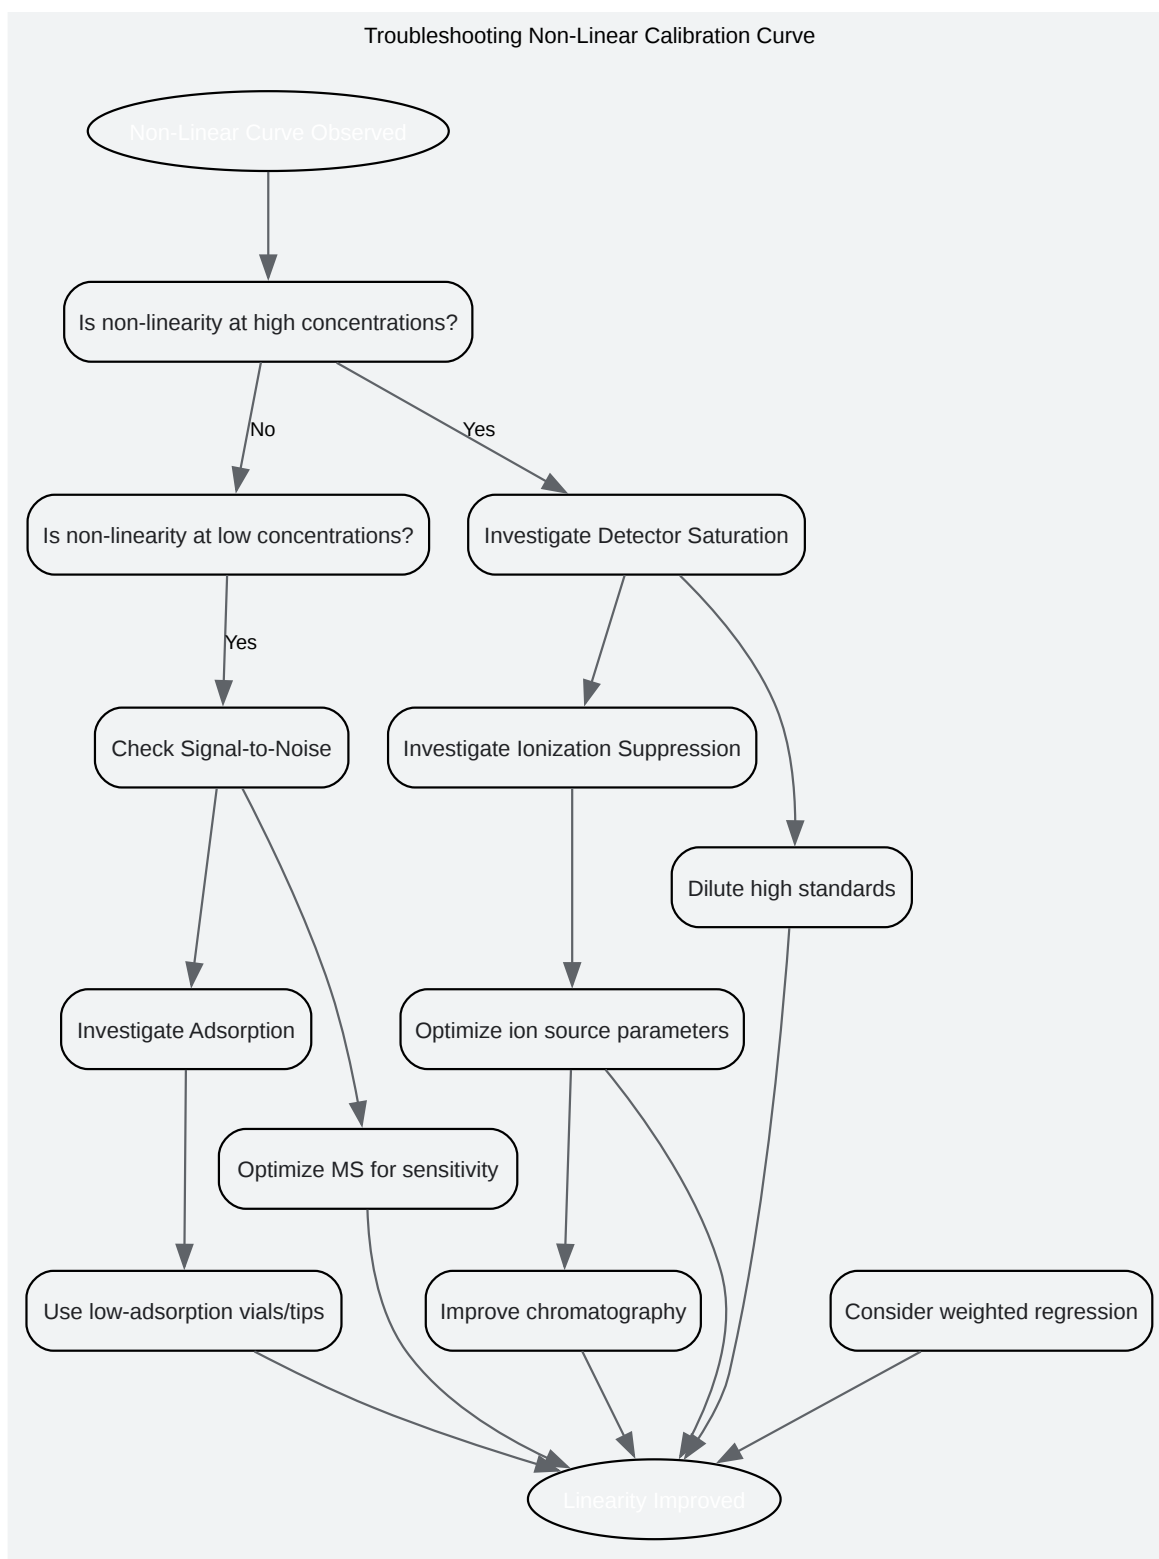 Troubleshooting Non-Linear Calibration Curve
Non-Linear Curve Observed
Is non-linearity at high concentrations?
No
Yes
Is non-linearity at low concentrations?
Investigate Detector Saturation
Yes
Check Signal-to-Noise
Investigate Ionization Suppression
Dilute high standards
Investigate Adsorption
Optimize ion source parameters
Optimize MS for sensitivity
Use low-adsorption vials/tips
Improve chromatography
Consider weighted regression
Linearity Improved